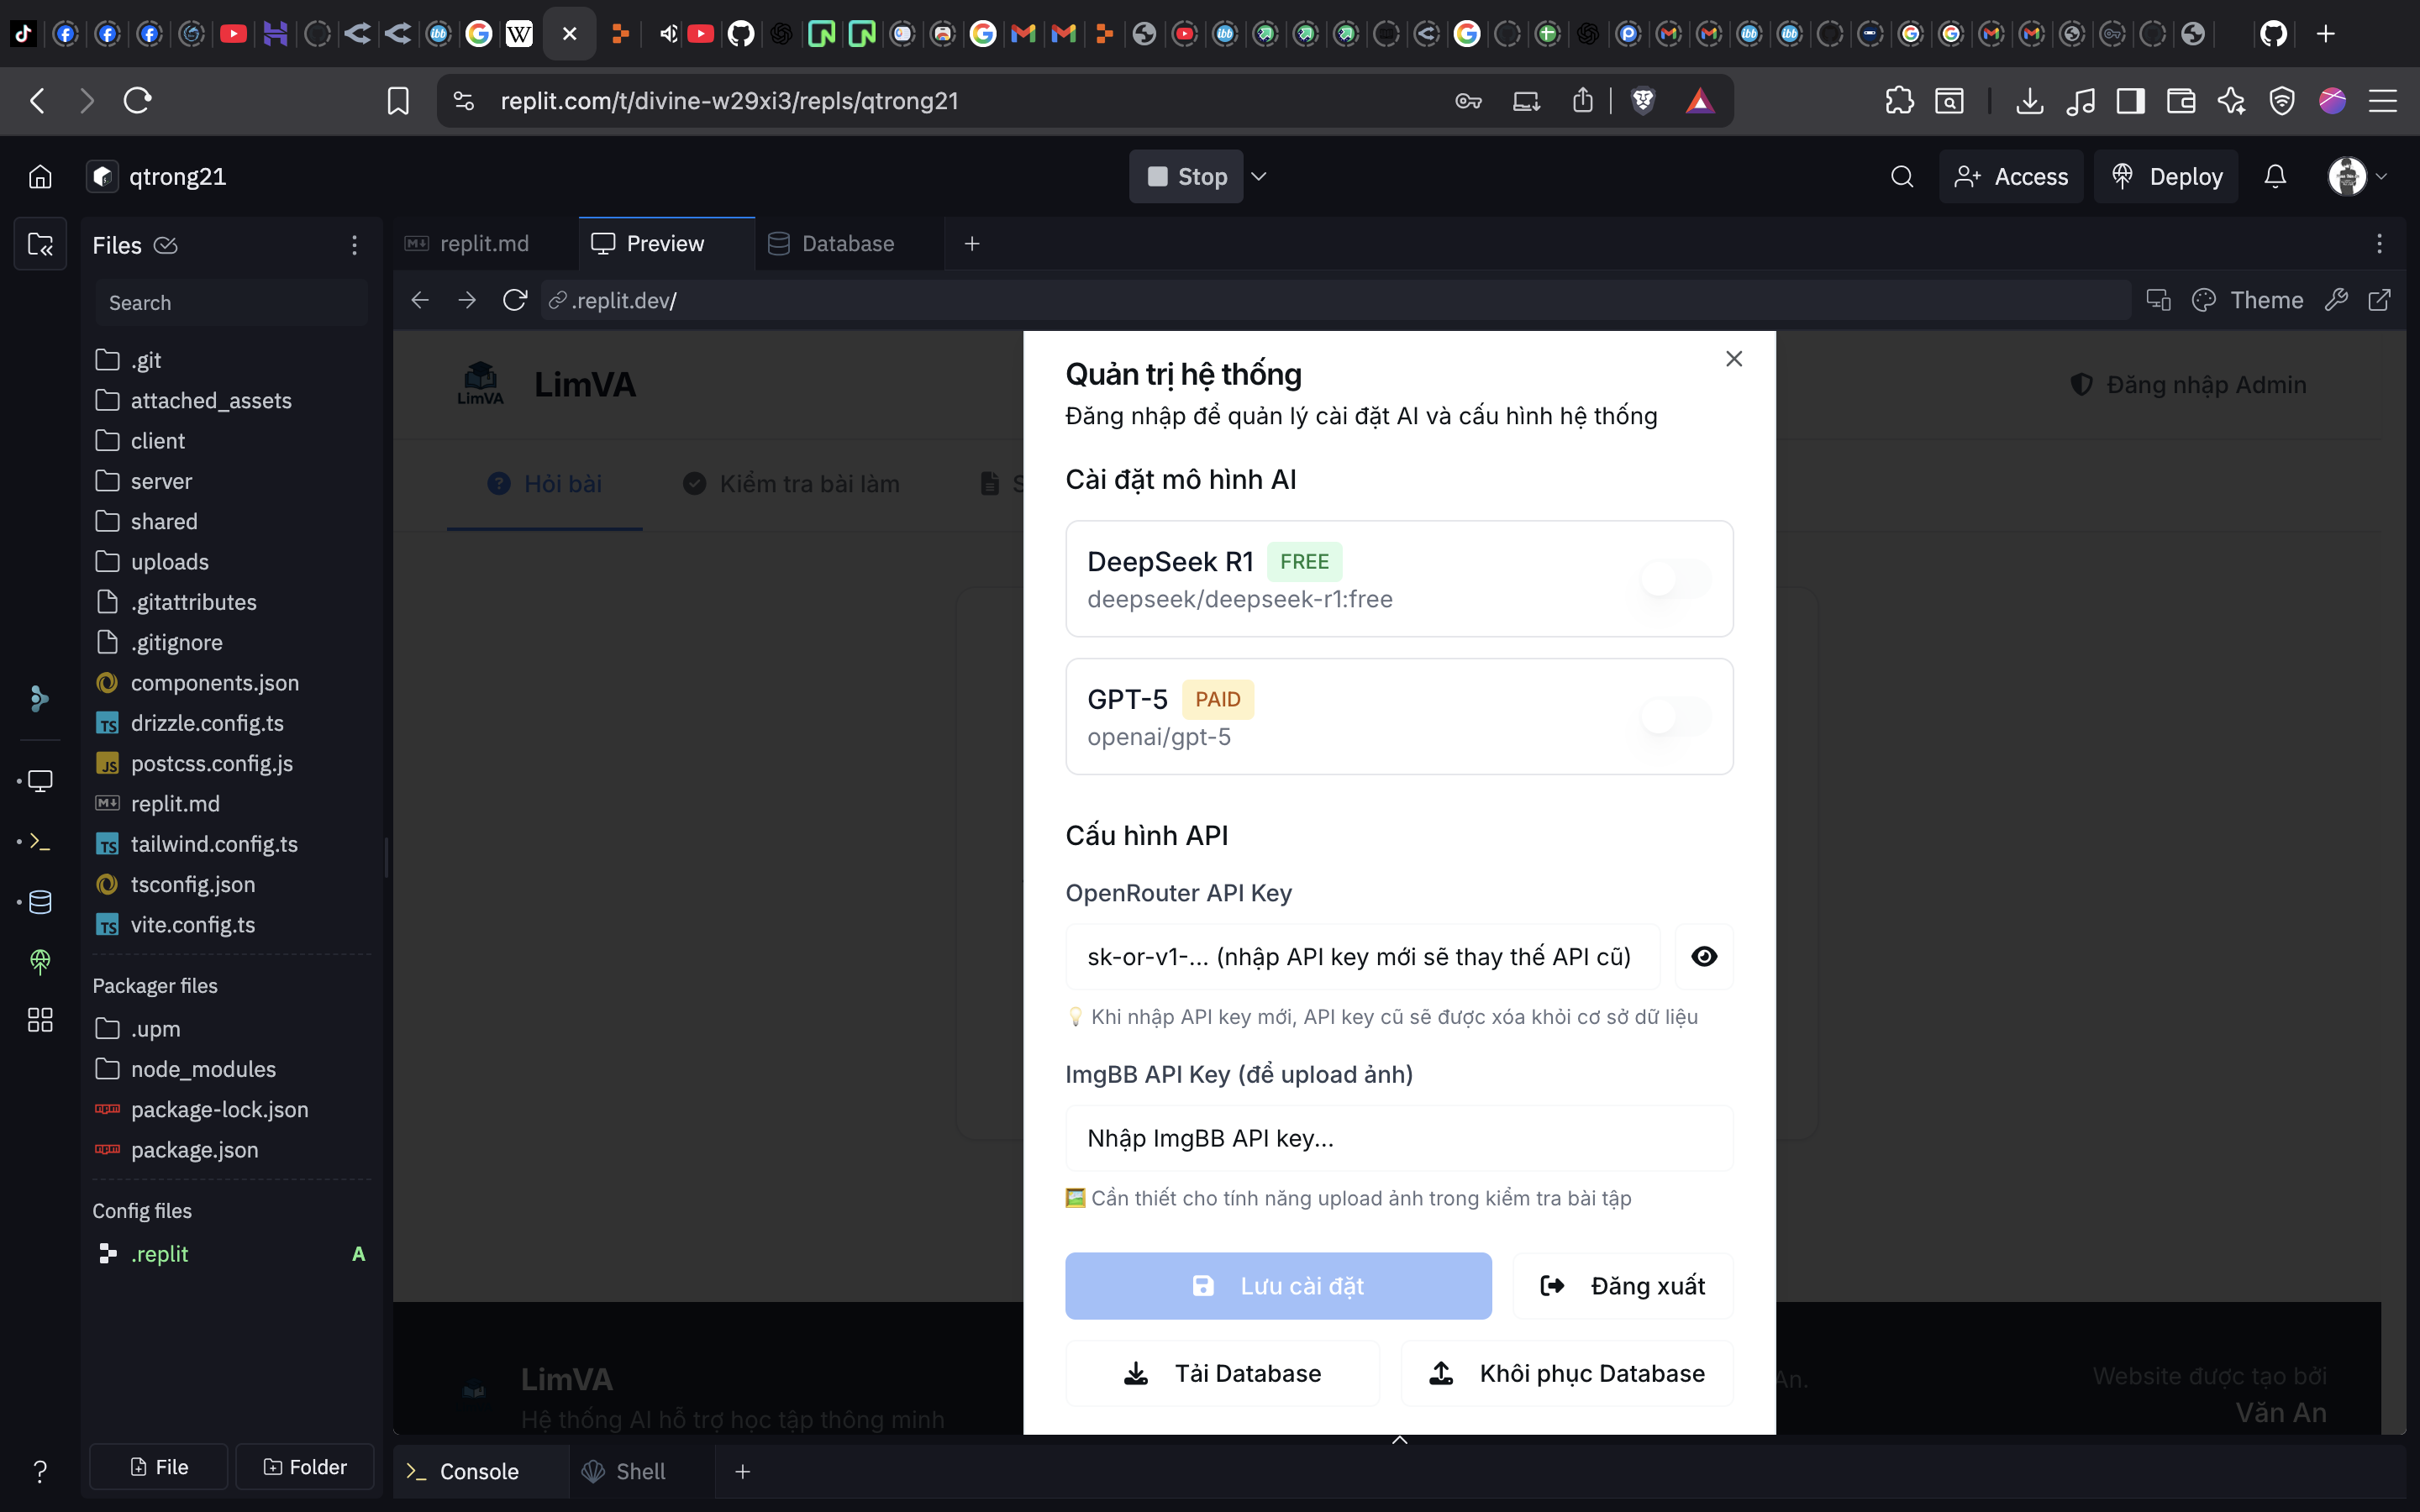 replit.com/t/divine-w29xi3/repls/qtrong21
qtrong21
Stop
Access
Deploy
Files
replit.md
Preview
Database
Search
.replit.dev/
Theme
.git
attached_assets
client
server
shared
uploads
.gitattributes
.gitignore
components.json
drizzle.config.ts
postcss.config.js
replit.md
tailwind.config.ts
tsconfig.json
vite.config.ts
Packager files
.upm
node_modules
package-lock.json
package.json
Config files
.replit A
File
Folder
LimVA
LimVA
Đăng nhập Admin
Hỏi bài
Kiểm tra bài làm
S
Quản trị hệ thống
Đăng nhập để quản lý cài đặt AI và cấu hình hệ thống
Cài đặt mô hình AI
DeepSeek R1 FREE
deepseek/deepseek-r1:free
GPT-5 PAID
openai/gpt-5
Cấu hình API
OpenRouter API Key
sk-or-v1-... (nhập API key mới sẽ thay thế API cũ)
💡 Khi nhập API key mới, API key cũ sẽ được xóa khỏi cơ sở dữ liệu
ImgBB API Key (để upload ảnh)
Nhập ImgBB API key...
🖼️ Cần thiết cho tính năng upload ảnh trong kiểm tra bài tập
Lưu cài đặt
Đăng xuất
Tải Database
Khôi phục Database
LimVA
Hệ thống AI hỗ trợ học tập thông minh
An.
Website được tạo bởi
Văn An
Console
Shell